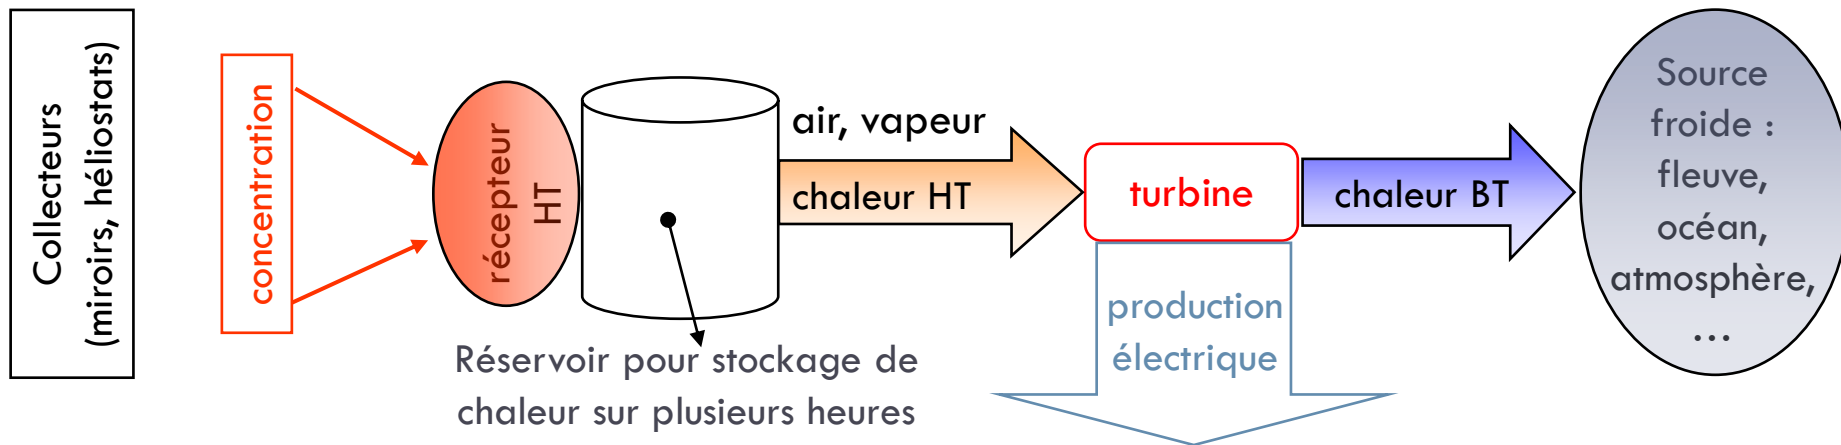 Collecteurs
(miroirs, héliostats)
concentration
récepteur
HT
Réservoir pour stockage de
chaleur sur plusieurs heures
air, vapeur
chaleur HT
turbine
production
électrique
chaleur BT
Source
froide :
fleuve,
océan,
atmosphère,
...